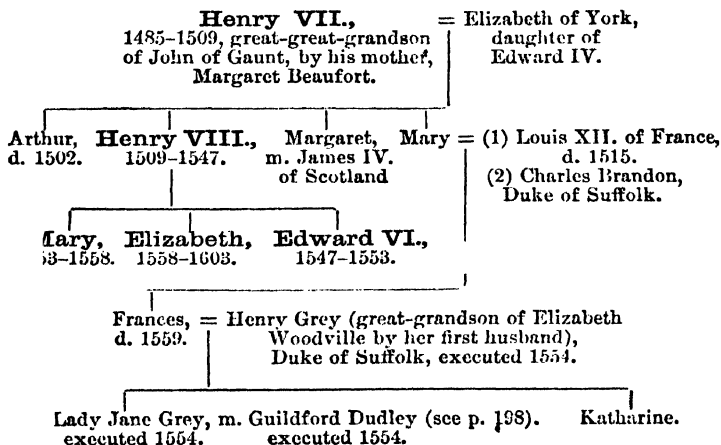 Henry VII., = Elizabeth of York,
1485-1509, great-great-grandson daughter of
of John of Gaunt, by his mother, Edward IV.
Margaret Beaufort.
Arthur, Henry VIII., Margaret, Mary = (1) Louis XII. of France,
d. 1502. 1509-1547. m. James IV. d. 1515.
of Scotland (2) Charles Brandon,
Duke of Suffolk.
Mary, Elizabeth, Edward VI.,
53-1558. 1558-1603. 1547-1553.
Frances, = Henry Grey (great-grandson of Elizabeth
d. 1559. Woodville by her first husband),
Duke of Suffolk, executed 1554.
Lady Jane Grey, m. Guildford Dudley (see p. 198). Katharine.
executed 1554. executed 1554.